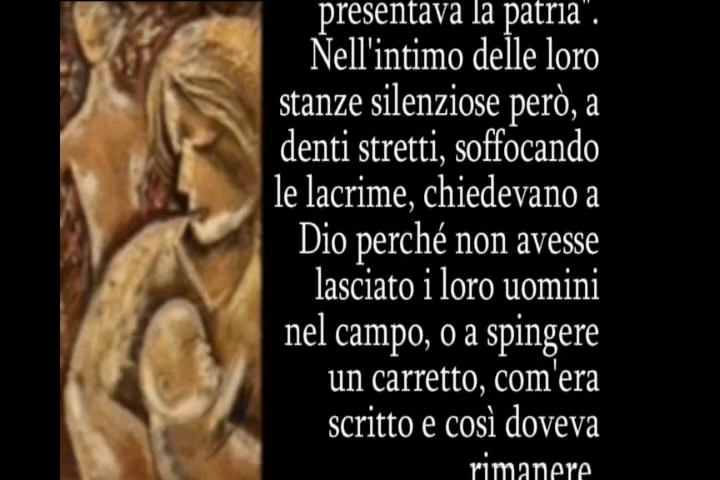 presentava la patria".
Nell'intimo delle loro
stanze silenziose però, a
denti stretti, soffocando
le lacrime, chiedevano a
Dio perché non avesse
lasciato i loro uomini
nel campo, o a spingere
un carretto, com'era
scritto e così doveva
rimanere